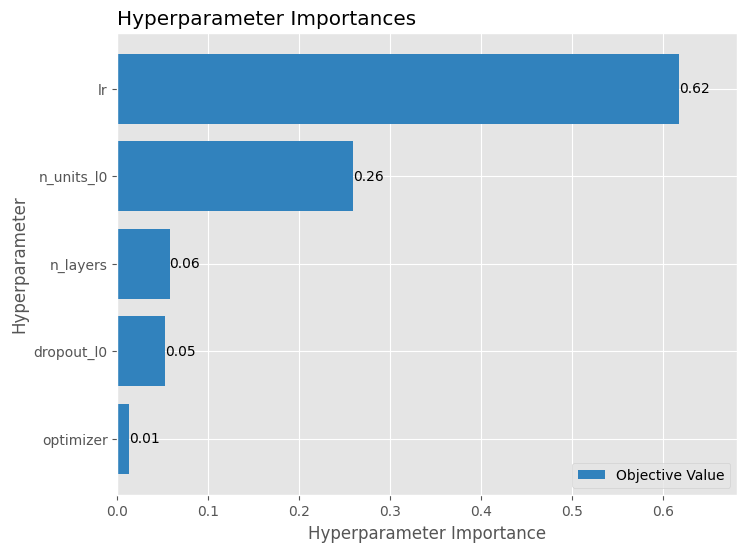 Hyperparameter Importances
Hyperparameter
lr
0.62
n_units_l0
0.26
n_layers
0.06
dropout_l0
0.05
optimizer
0.01
Objective Value
0.0 0.1 0.2 0.3 0.4 0.5 0.6
Hyperparameter Importance